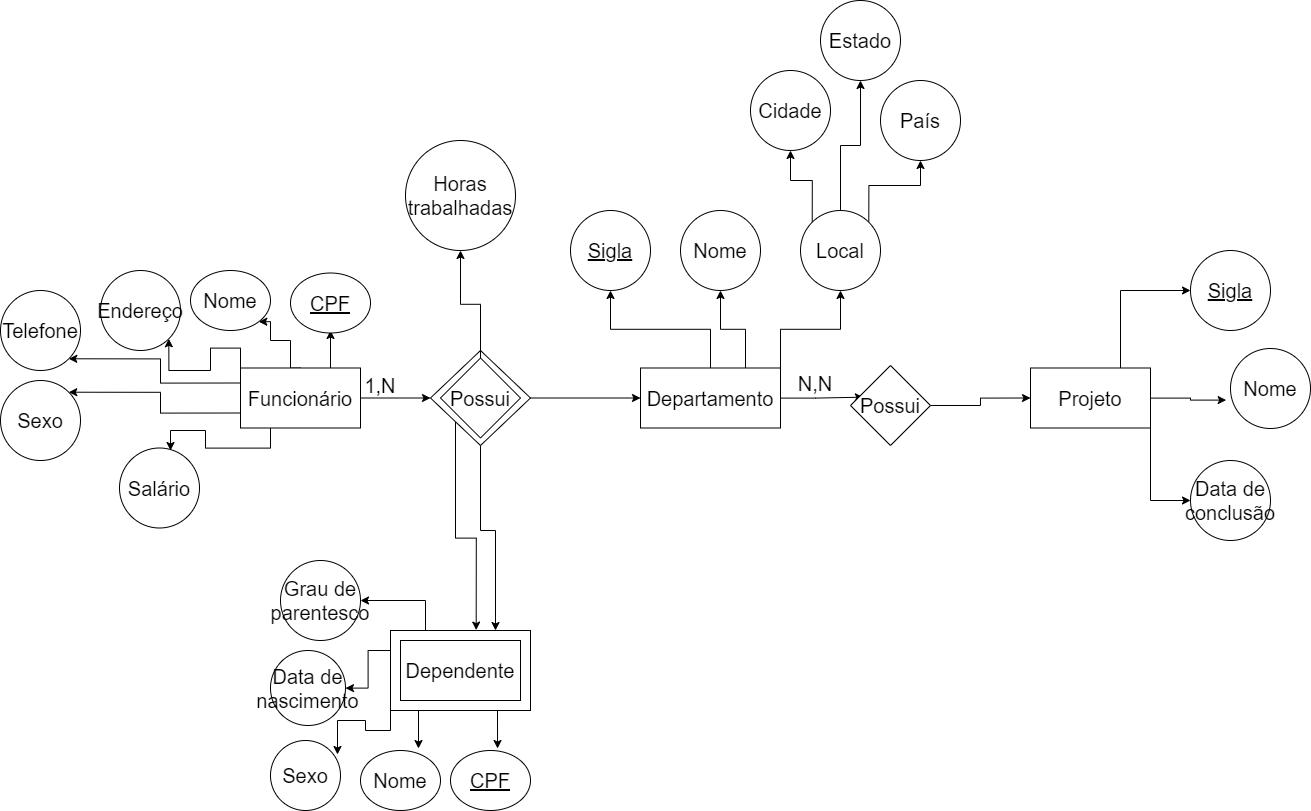 Estado
Cidade
País
Horas
trabalhadas
Sigla
Nome
Local
Sigla
Endereço
Nome
CPF
Telefone
1,N
N,N
Nome
Funcionário
Possui
Departamento
Possui
Projeto
Sexo
Salário
Data de
conclusão
Grau de
parentesco
Dependente
Data de
nascimento
Sexo
Nome
CPF